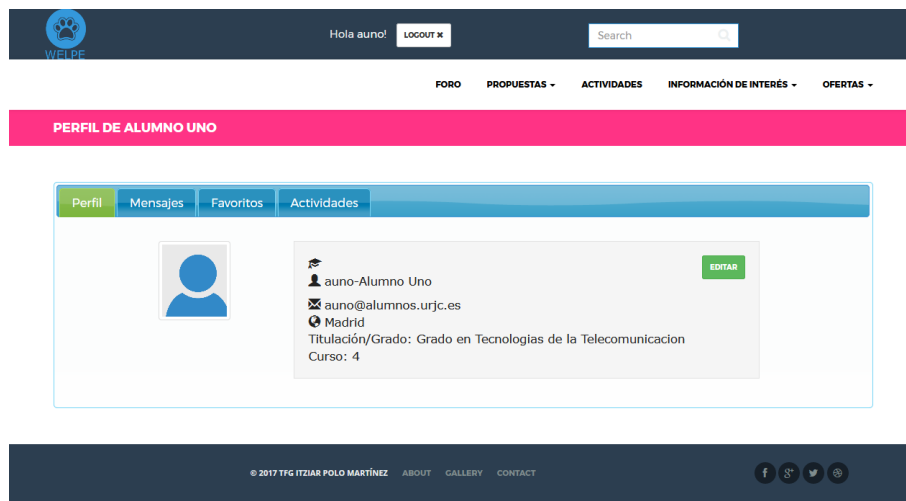 WELPE
Hola auno! LOGOUT ✖ Search
FORO PROPUESTAS ACTIVIDADES INFORMACIÓN DE INTERÉS OFERTAS
PERFIL DE ALUMNO UNO
Perfil Mensajes Favoritos Actividades
EDITAR
auno-Alumno Uno
auno@alumnos.urjc.es
Madrid
Titulación/Grado: Grado en Tecnologias de la Telecomunicacion
Curso: 4
© 2017 TFG ITZIAR POLO MARTÍNEZ ABOUT GALLERY CONTACT